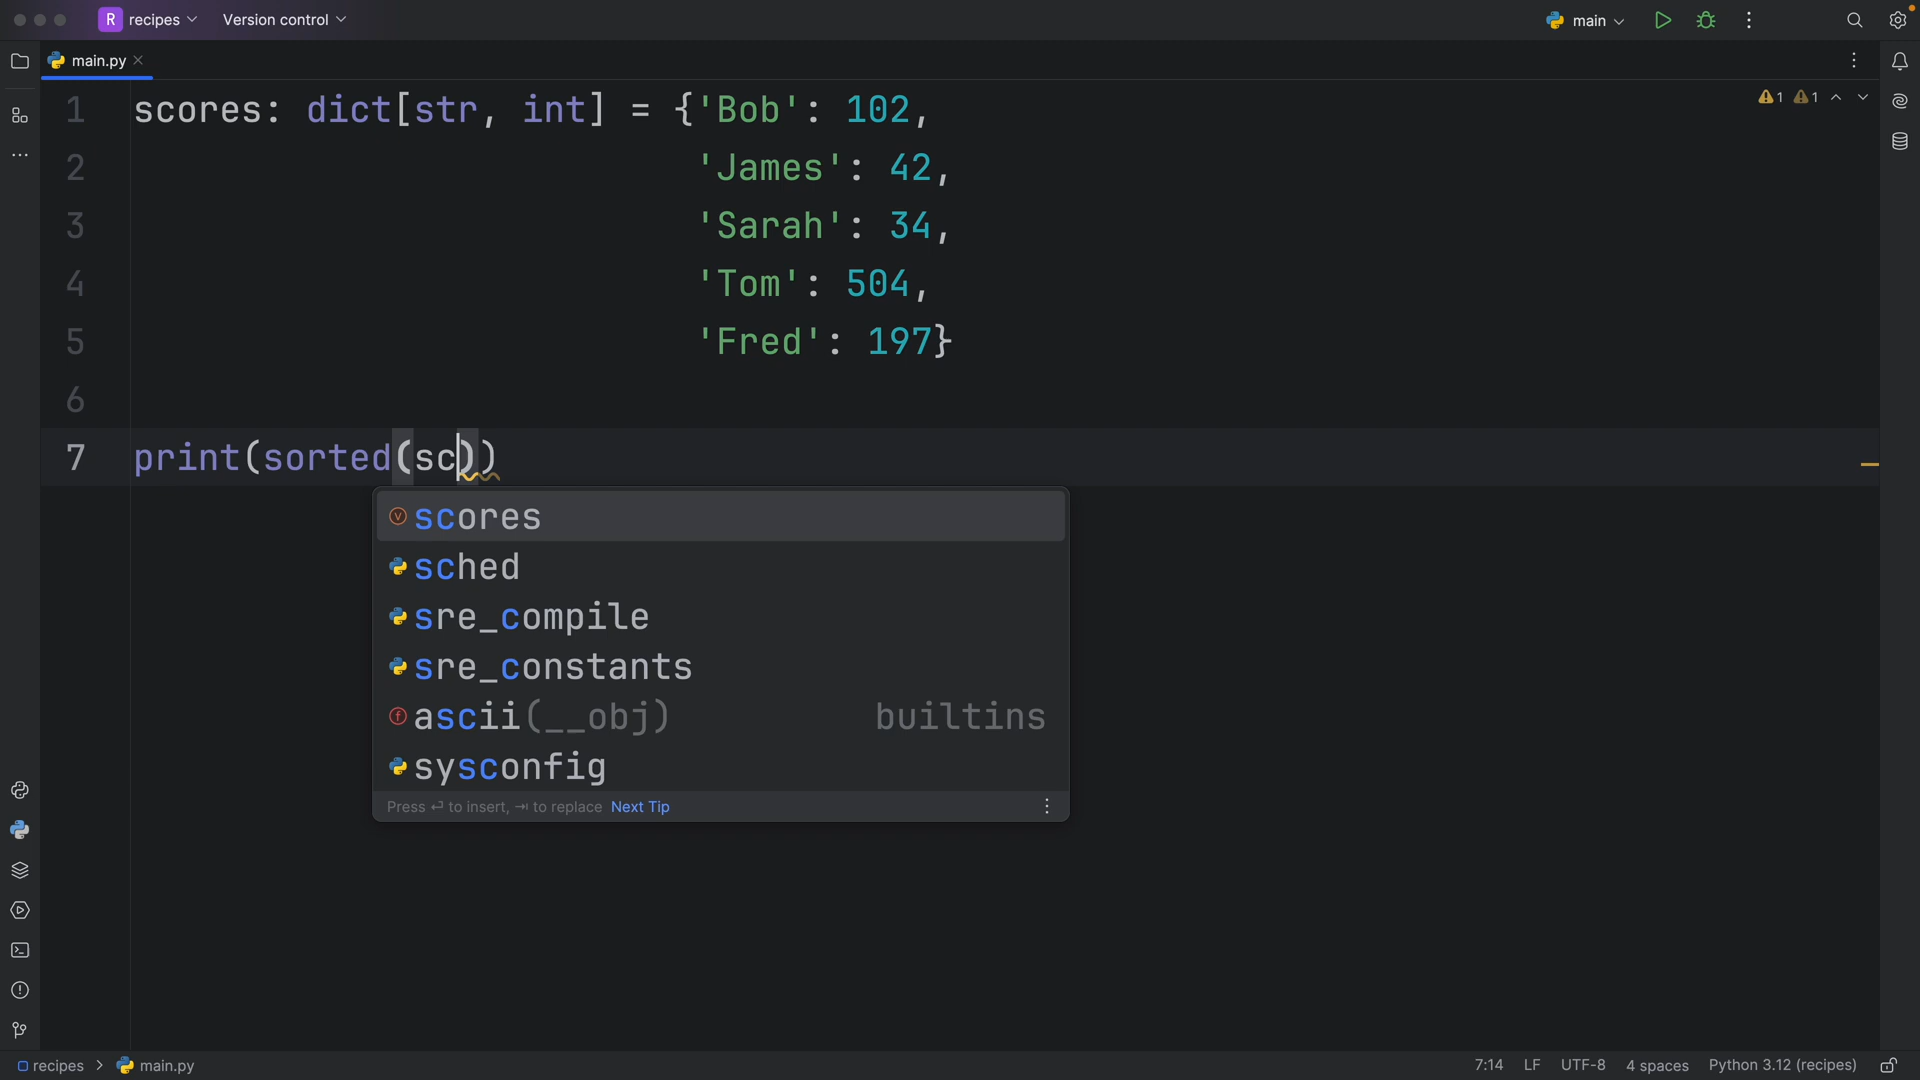 R recipes Version control main
main.py
1 scores: dict[str, int] = {'Bob': 102, 1 1
2 'James': 42,
3 'Sarah': 34,
4 'Tom': 504,
5 'Fred': 197}
6
7 print(sorted(sc))
scores
sched
sre_compile
sre_constants
ascii(__obj) builtins
sysconfig
Press ⏎ to insert, ⇥ to replace Next Tip
recipes > main.py 7:14 LF UTF-8 4 spaces Python 3.12 (recipes)